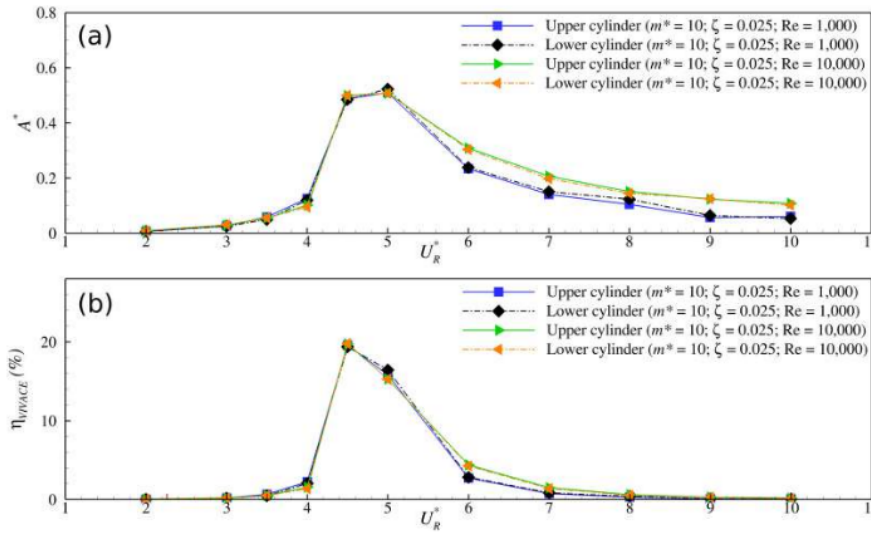 (a)
Upper cylinder (m* = 10; ζ = 0.025; Re = 1,000)
Lower cylinder (m* = 10; ζ = 0.025; Re = 1,000)
Upper cylinder (m* = 10; ζ = 0.025; Re = 10,000)
Lower cylinder (m* = 10; ζ = 0.025; Re = 10,000)
0.8
0.6
0.4
0.2
0
A*
1 2 3 4 5 6 7 8 9 10 1
U*R
(b)
Upper cylinder (m* = 10; ζ = 0.025; Re = 1,000)
Lower cylinder (m* = 10; ζ = 0.025; Re = 1,000)
Upper cylinder (m* = 10; ζ = 0.025; Re = 10,000)
Lower cylinder (m* = 10; ζ = 0.025; Re = 10,000)
20
10
0
ηVIVACE (%)
1 2 3 4 5 6 7 8 9 10 1
U*R